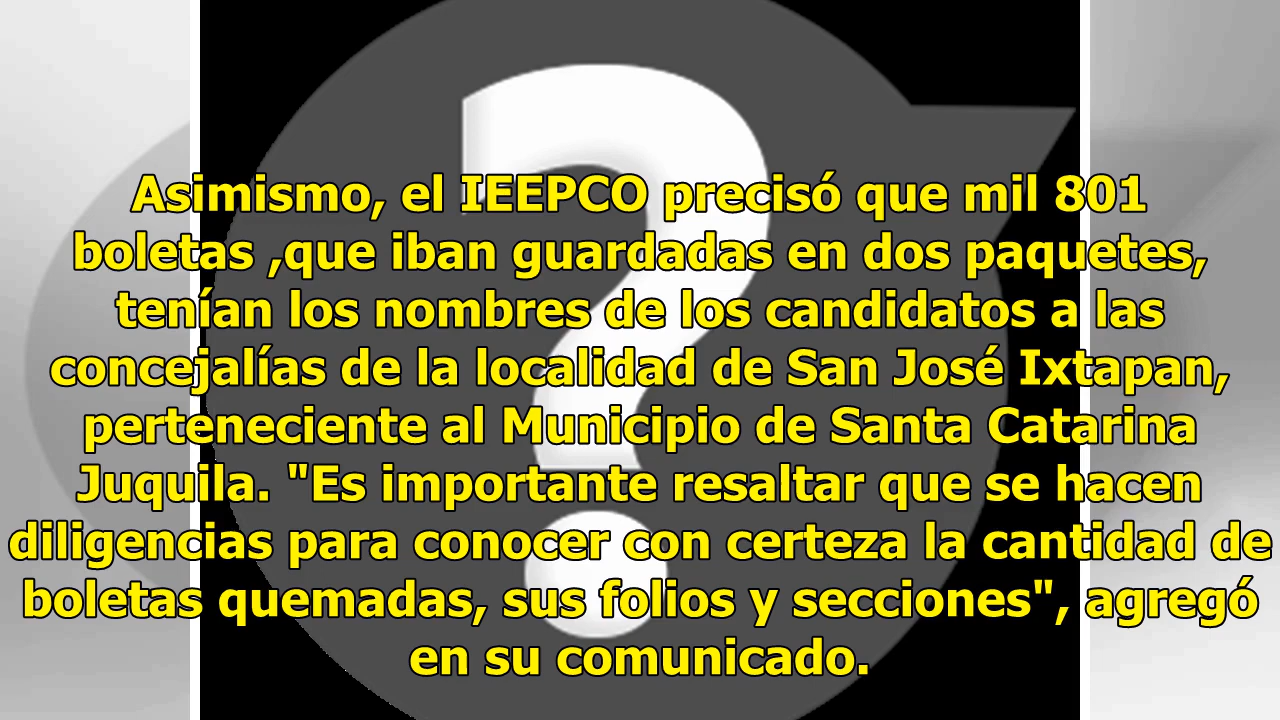 Asimismo, el IEEPCO precisó que mil 801
boletas ,que iban guardadas en dos paquetes,
tenían los nombres de los candidatos a las
concejalías de la localidad de San José Ixtapan,
perteneciente al Municipio de Santa Catarina
Juquila. "Es importante resaltar que se hacen
diligencias para conocer con certeza la cantidad de
boletas quemadas, sus folios y secciones", agregó
en su comunicado.